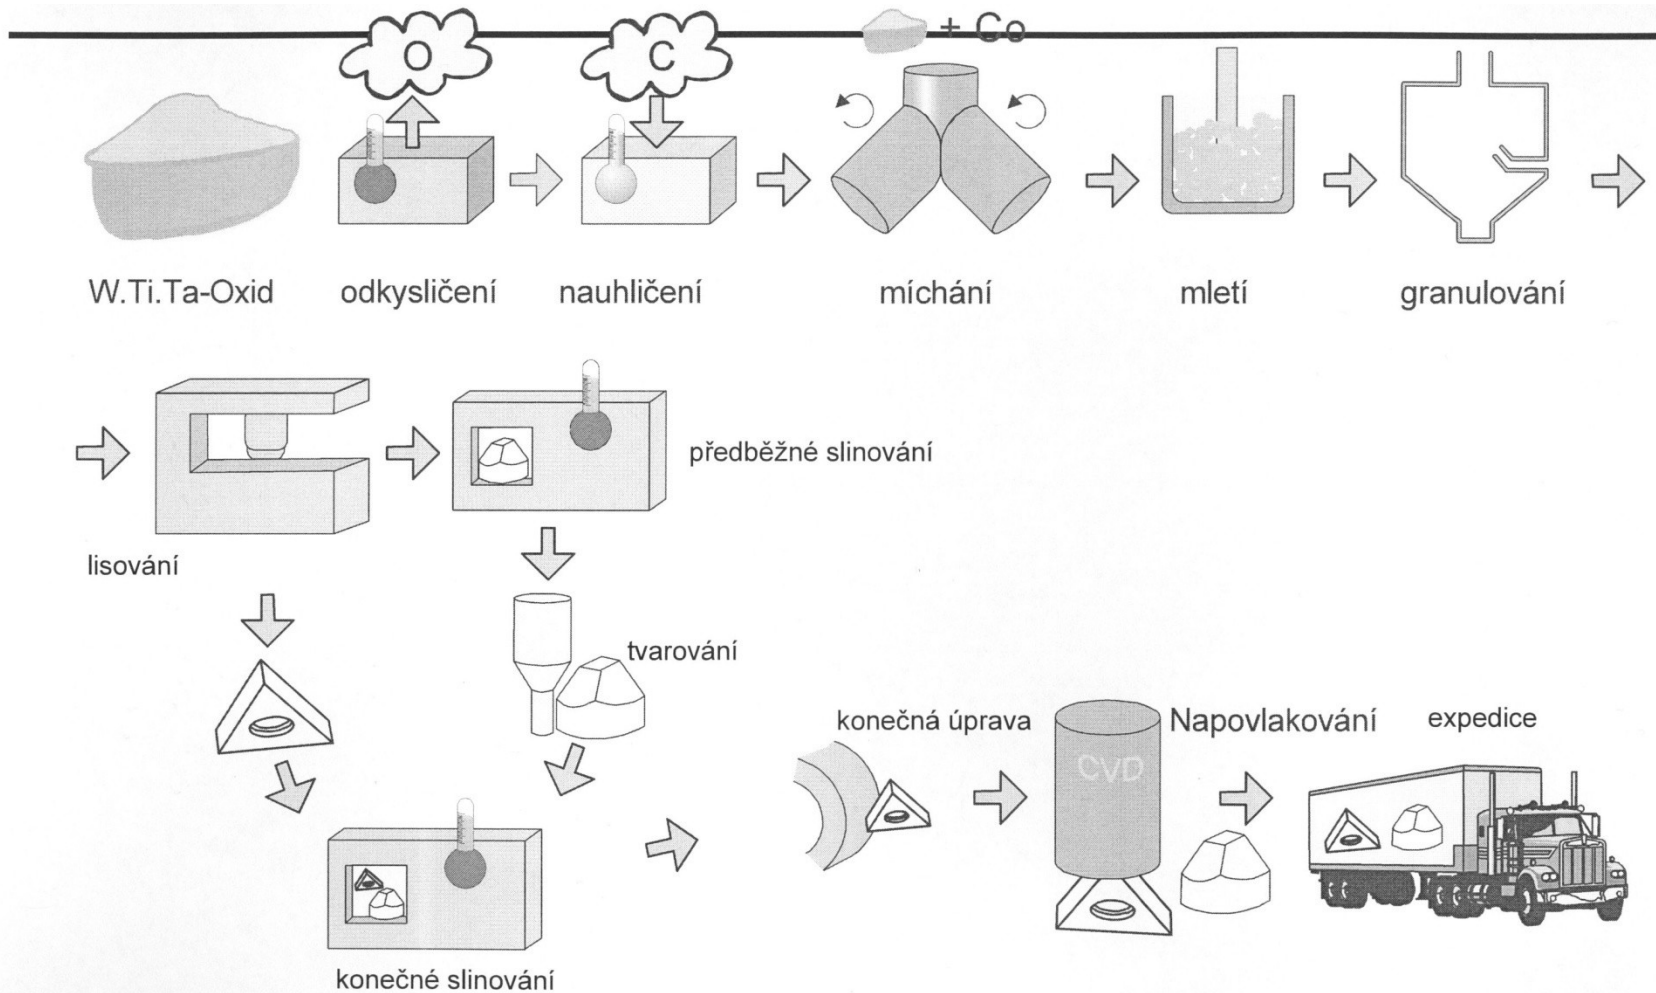 O
C
+ Co
W.Ti.Ta-Oxid
odkysličení
nauhličení
míchání
mletí
granulování
předběžné slinování
lisování
tvarování
konečná úprava
Napovlakování
expedice
CVD
konečné slinování